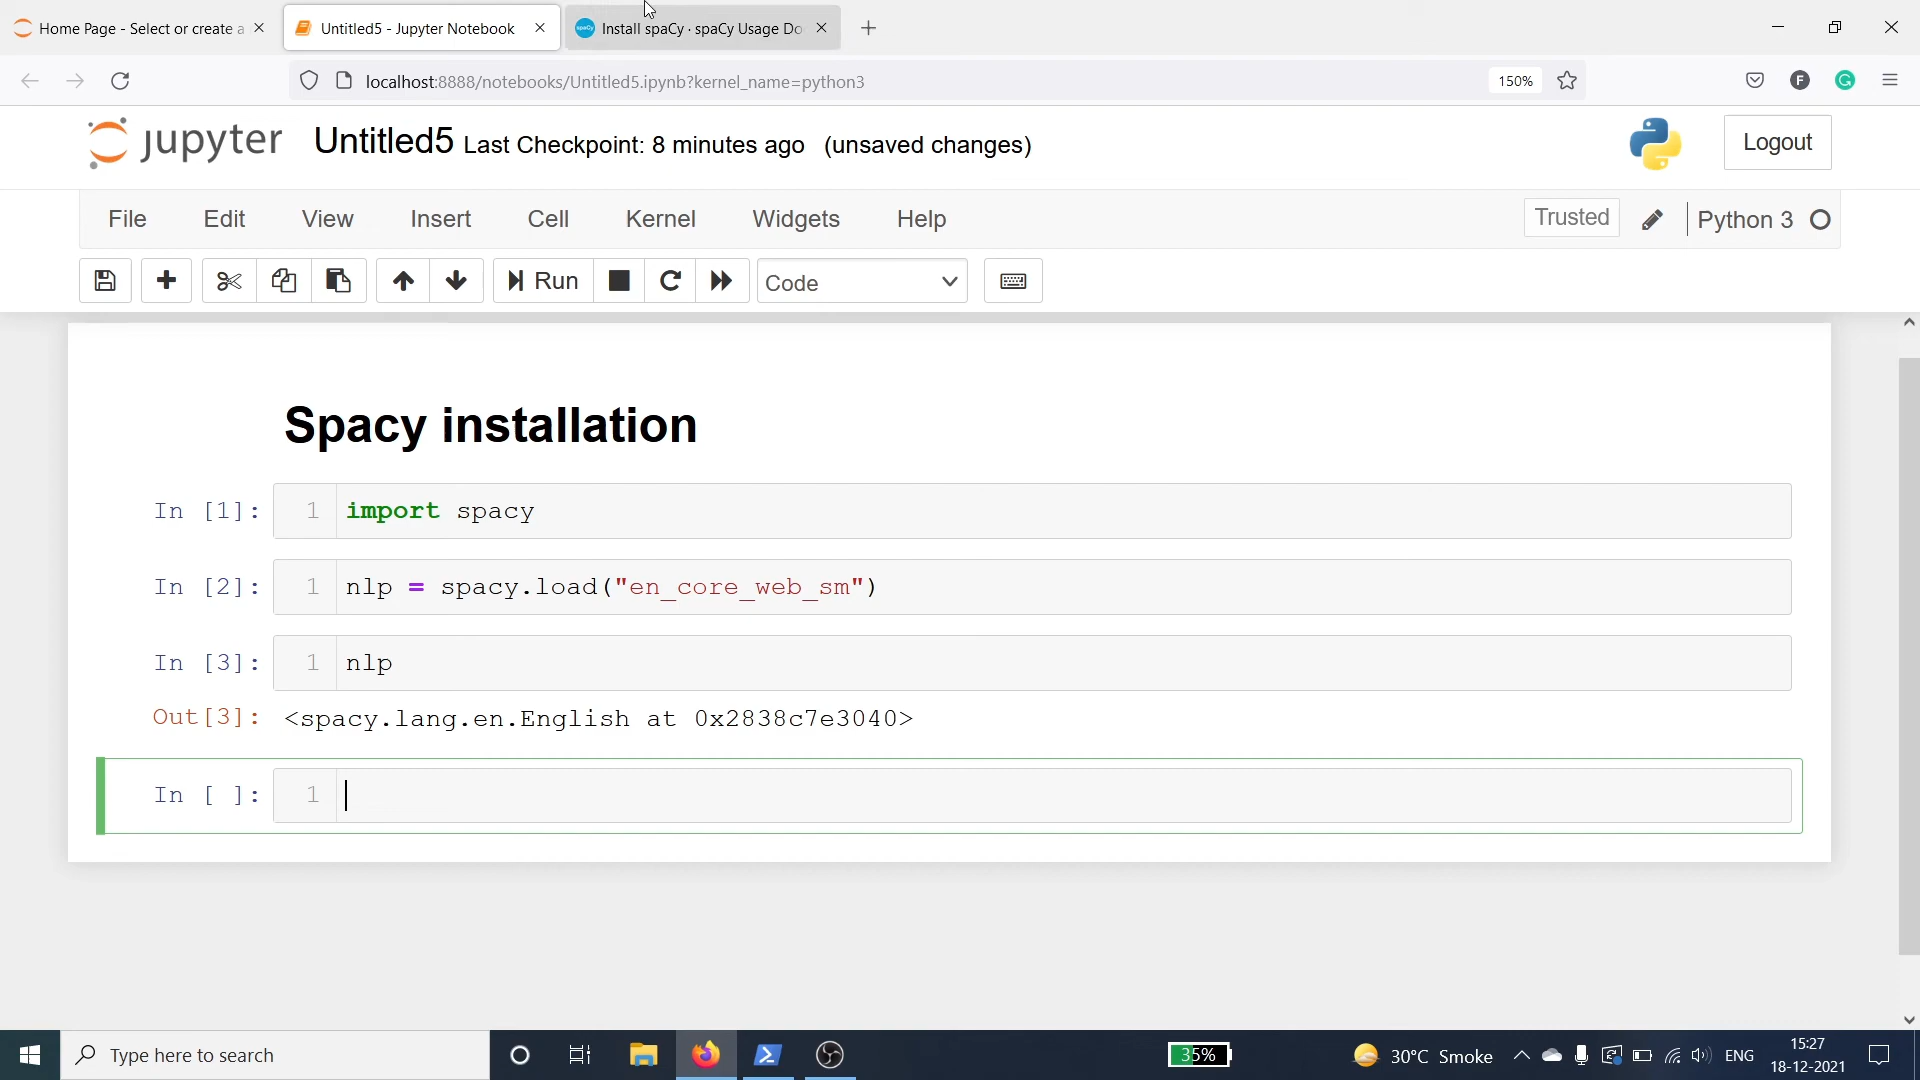 Home Page - Select or create a
Untitled5 - Jupyter Notebook
Install spaCy · spaCy Usage Do
localhost:8888/notebooks/Untitled5.ipynb?kernel_name=python3
150%
jupyter Untitled5 Last Checkpoint: 8 minutes ago (unsaved changes)
Logout
File Edit View Insert Cell Kernel Widgets Help
Trusted
Python 3
Run
Code
Spacy installation
In [1]: 1 import spacy
In [2]: 1 nlp = spacy.load("en_core_web_sm")
In [3]: 1 nlp
Out[3]: <spacy.lang.en.English at 0x2838c7e3040>
In [ ]: 1
Type here to search
35%
30°C Smoke
ENG
15:27
18-12-2021